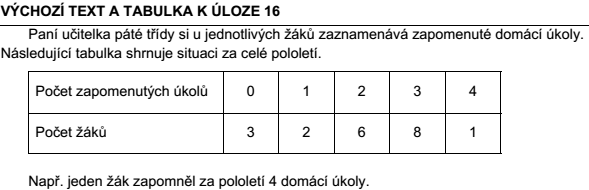 VÝCHOZÍ TEXT A TABULKA K ÚLOZE 16
Paní učitelka páté třídy si u jednotlivých žáků zaznamenává zapomenuté domácí úkoly.
Následující tabulka shrnuje situaci za celé pololetí.
Počet zapomenutých úkolů 0 1 2 3 4
Počet žáků 3 2 6 8 1
Např. jeden žák zapomněl za pololetí 4 domácí úkoly.